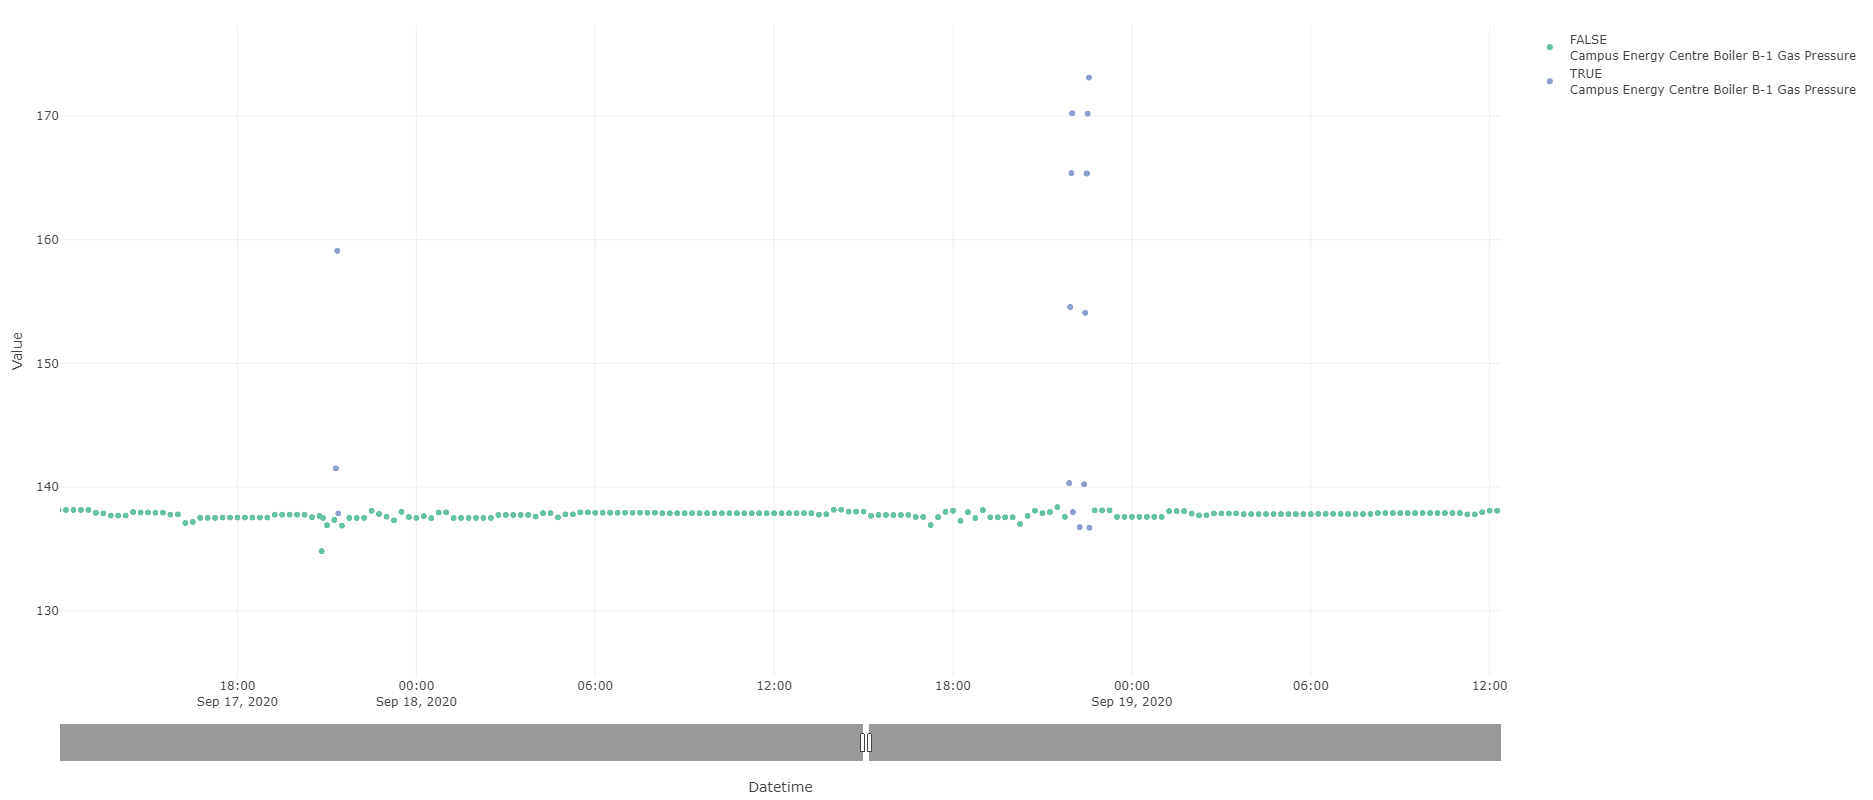 FALSE
Campus Energy Centre Boiler B-1 Gas Pressure
TRUE
Campus Energy Centre Boiler B-1 Gas Pressure
170
160
150
140
130
Value
18:00
Sep 17, 2020
00:00
Sep 18, 2020
06:00
12:00
18:00
00:00
Sep 19, 2020
06:00
12:00
Datetime